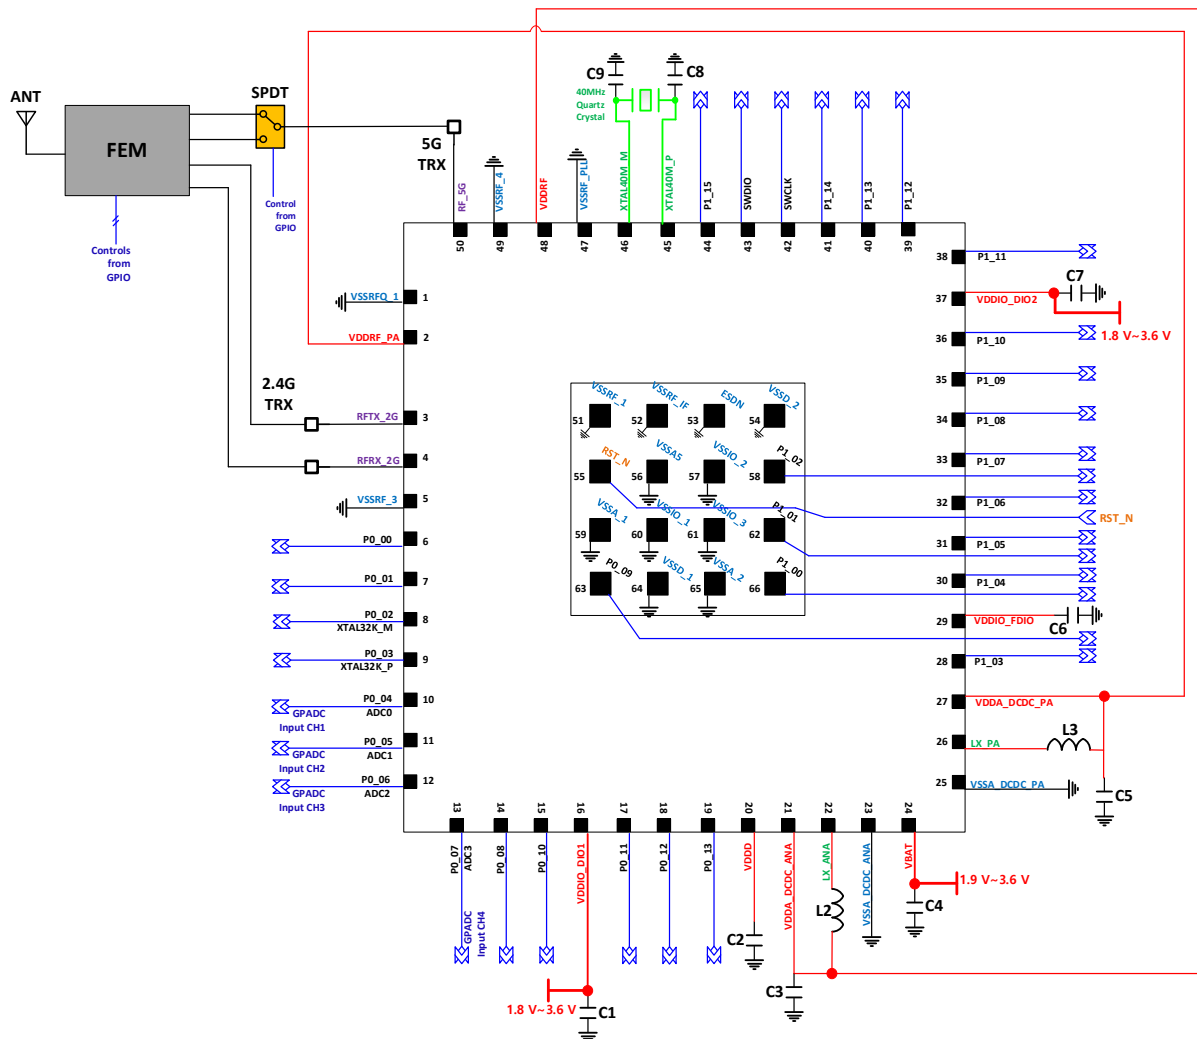 ANT
FEM
SPDT
Controls
from
GPIO
Control
from
GPIO
5G
TRX
2.4G
TRX
C9
C8
40MHz
Quartz
Crystal
RF_5G
VSSRF_4
VDDRF
VSSRF_PLL
XTAL40M_M
XTAL40M_P
P1_15
SWDIO
SWCLK
P1_14
P1_13
P1_12
50
49
48
47
46
45
44
43
42
41
40
39
VSSRFQ_1
1
VDDRF_PA
2
RFTX_2G
3
RFRX_2G
4
VSSRF_3
5
P0_00
6
P0_01
7
P0_02
XTAL32K_M
8
P0_03
XTAL32K_P
9
P0_04
ADC0
10
GPADC
Input CH1
P0_05
ADC1
11
GPADC
Input CH2
P0_06
ADC2
12
GPADC
Input CH3
38
P1_11
37
VDDIO_DIO2
C7
1.8 V~3.6 V
36
P1_10
35
P1_09
34
P1_08
33
P1_07
32
P1_06
RST_N
31
P1_05
30
P1_04
29
VDDIO_FDIO
C6
28
P1_03
27
VDDA_DCDC_PA
26
LX_PA
L3
25
VSSA_DCDC_PA
C5
VSSRF_1
VSSRF_IF
ESDN
VSSD_2
51
52
53
54
RST_N
VSSA5
VSSIO_2
P1_02
55
56
57
58
VSSA_1
VSSIO_1
VSSIO_3
P1_01
59
60
61
62
P0_09
VSSD_1
VSSA_2
P1_00
63
64
65
66
13
14
15
16
17
18
19
20
21
22
23
24
P0_07
ADC3
P0_08
P0_10
VDDIO_DIO1
P0_11
P0_12
P0_13
VDDD
VDDA_DCDC_ANA
LX_ANA
VSSA_DCDC_ANA
VBAT
GPADC
Input CH4
1.9 V~3.6 V
C4
L2
C2
C3
1.8 V~3.6 V
C1